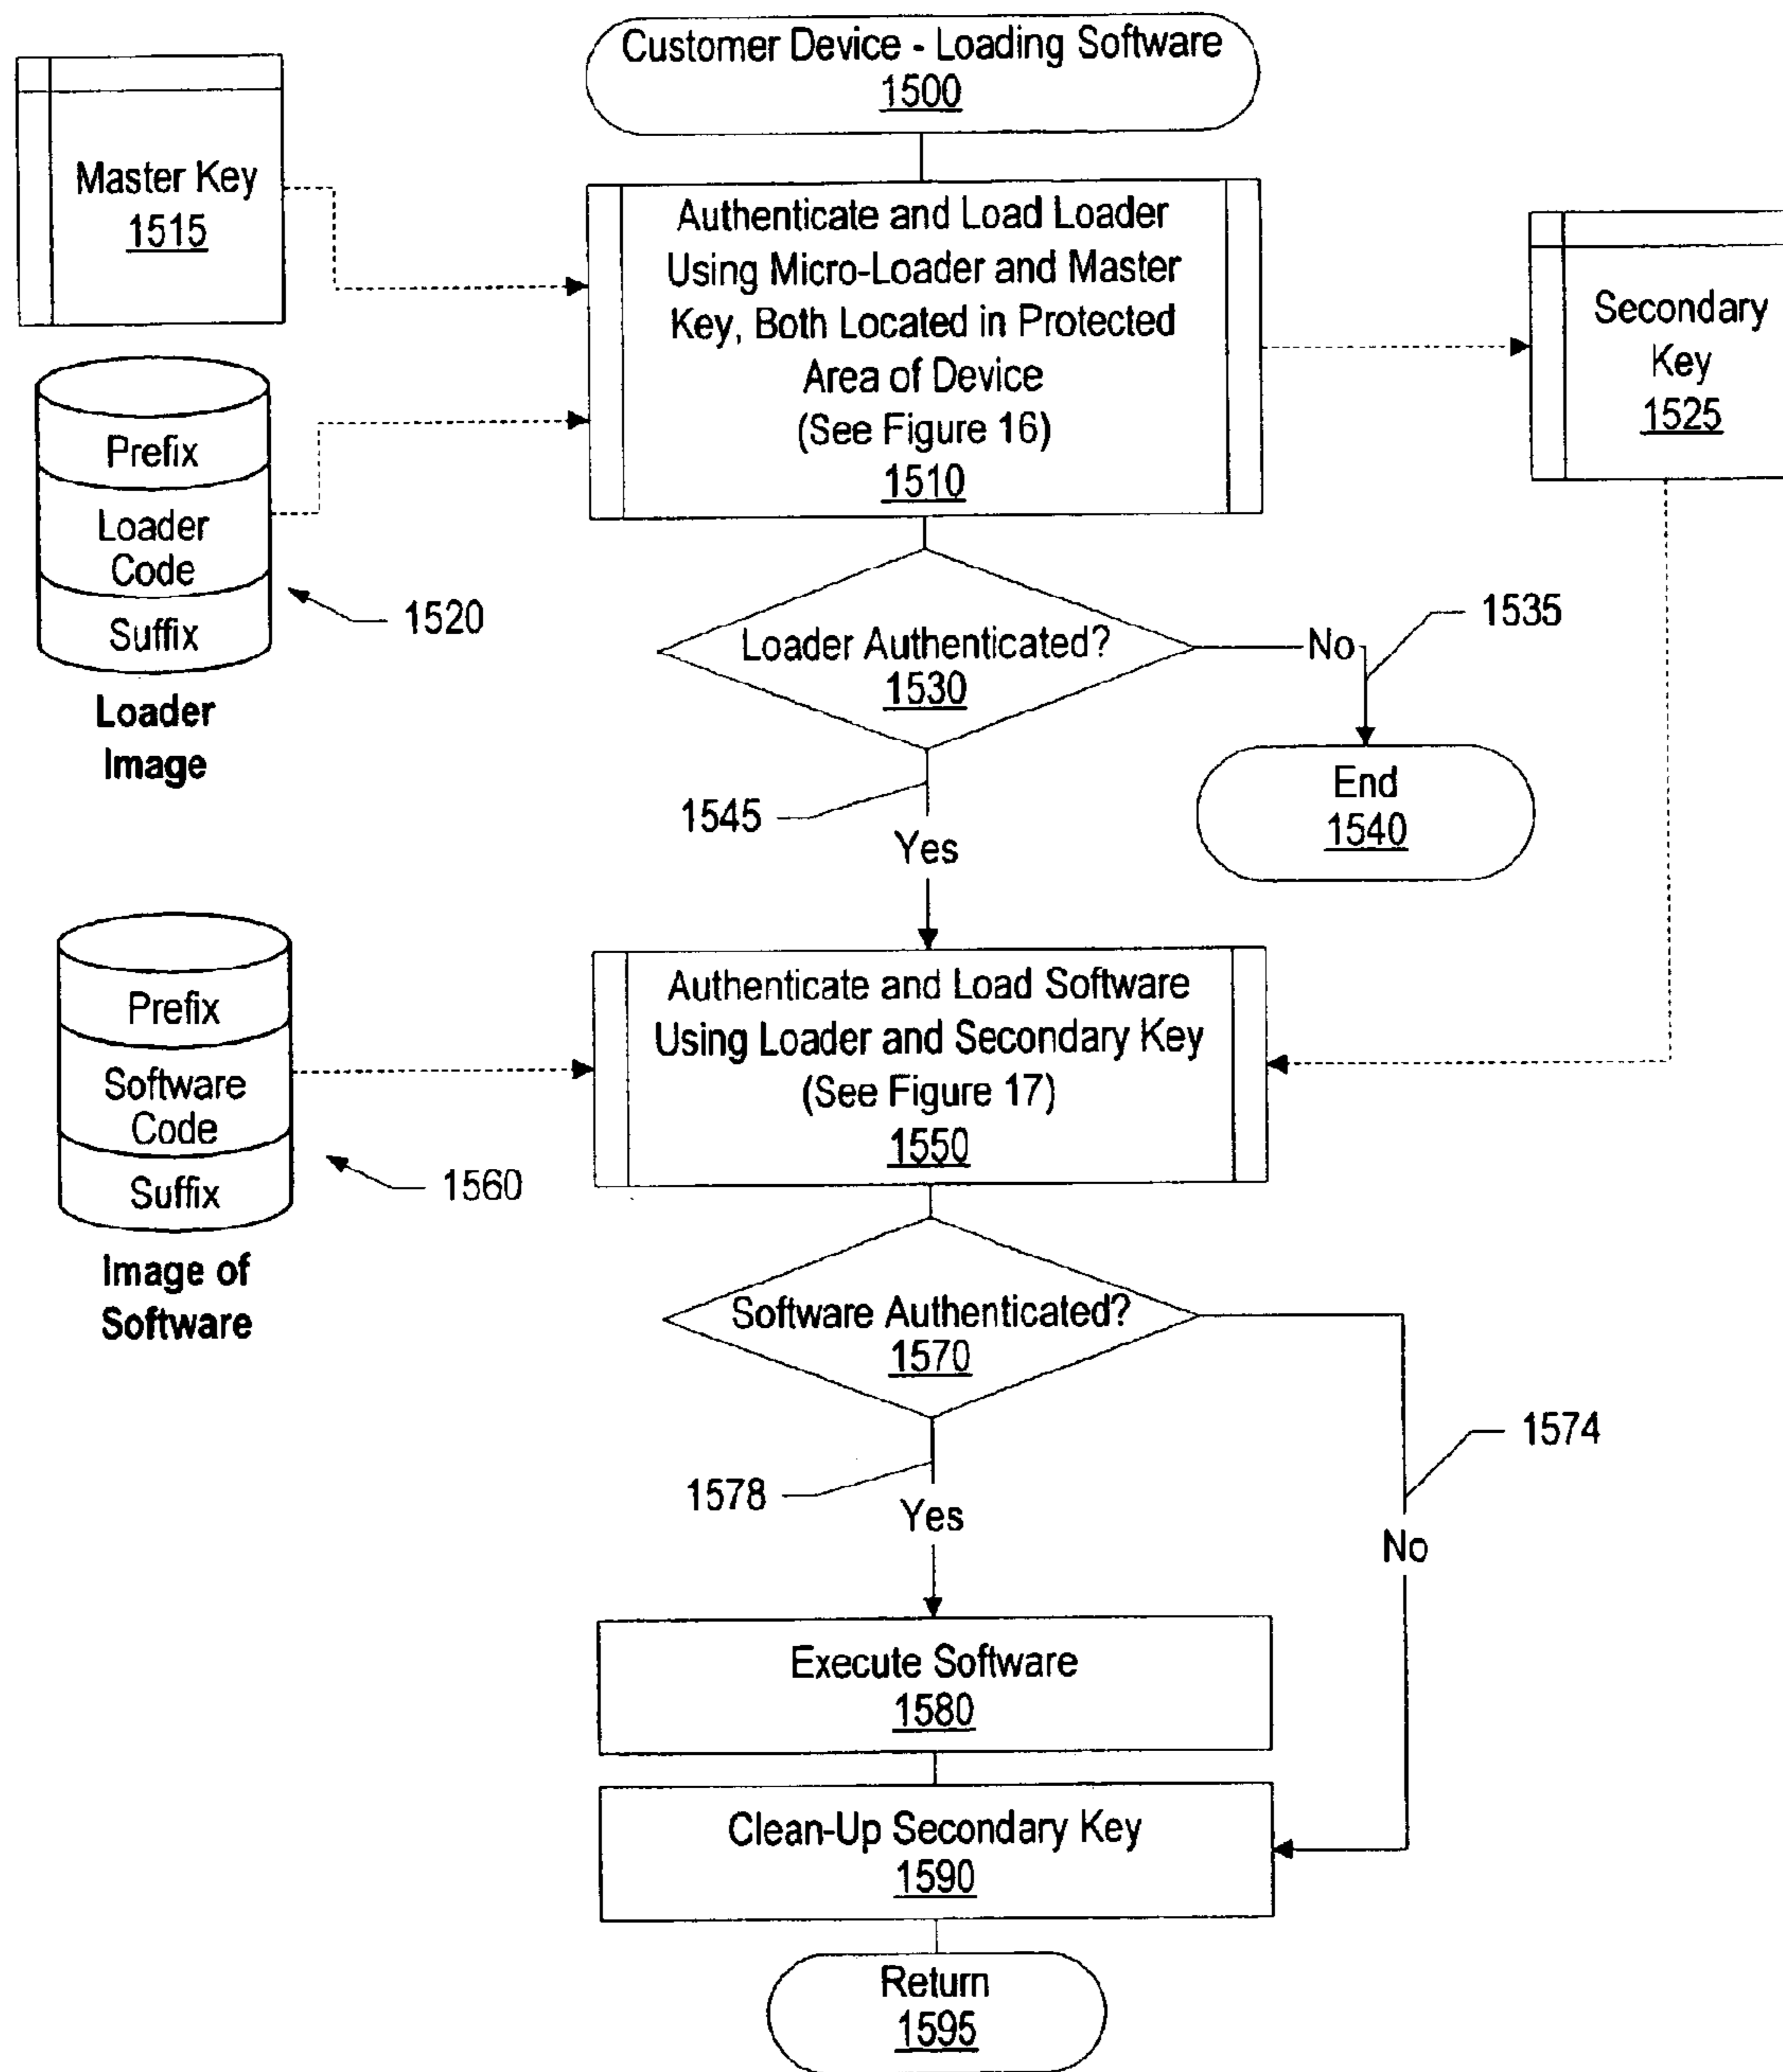 Customer Device - Loading Software
1500
Master Key
1515
Authenticate and Load Loader
Using Micro-Loader and Master
Key, Both Located in Protected
Area of Device
(See Figure 16)
1510
Secondary
Key
1525
Prefix
Loader
Code
Suffix
1520
Loader
Image
Loader Authenticated?
1530
No
1535
End
1540
1545
Yes
Prefix
Software
Code
Suffix
1560
Image of
Software
Authenticate and Load Software
Using Loader and Secondary Key
(See Figure 17)
1550
Software Authenticated?
1570
1574
No
1578
Yes
Execute Software
1580
Clean-Up Secondary Key
1590
Return
1595